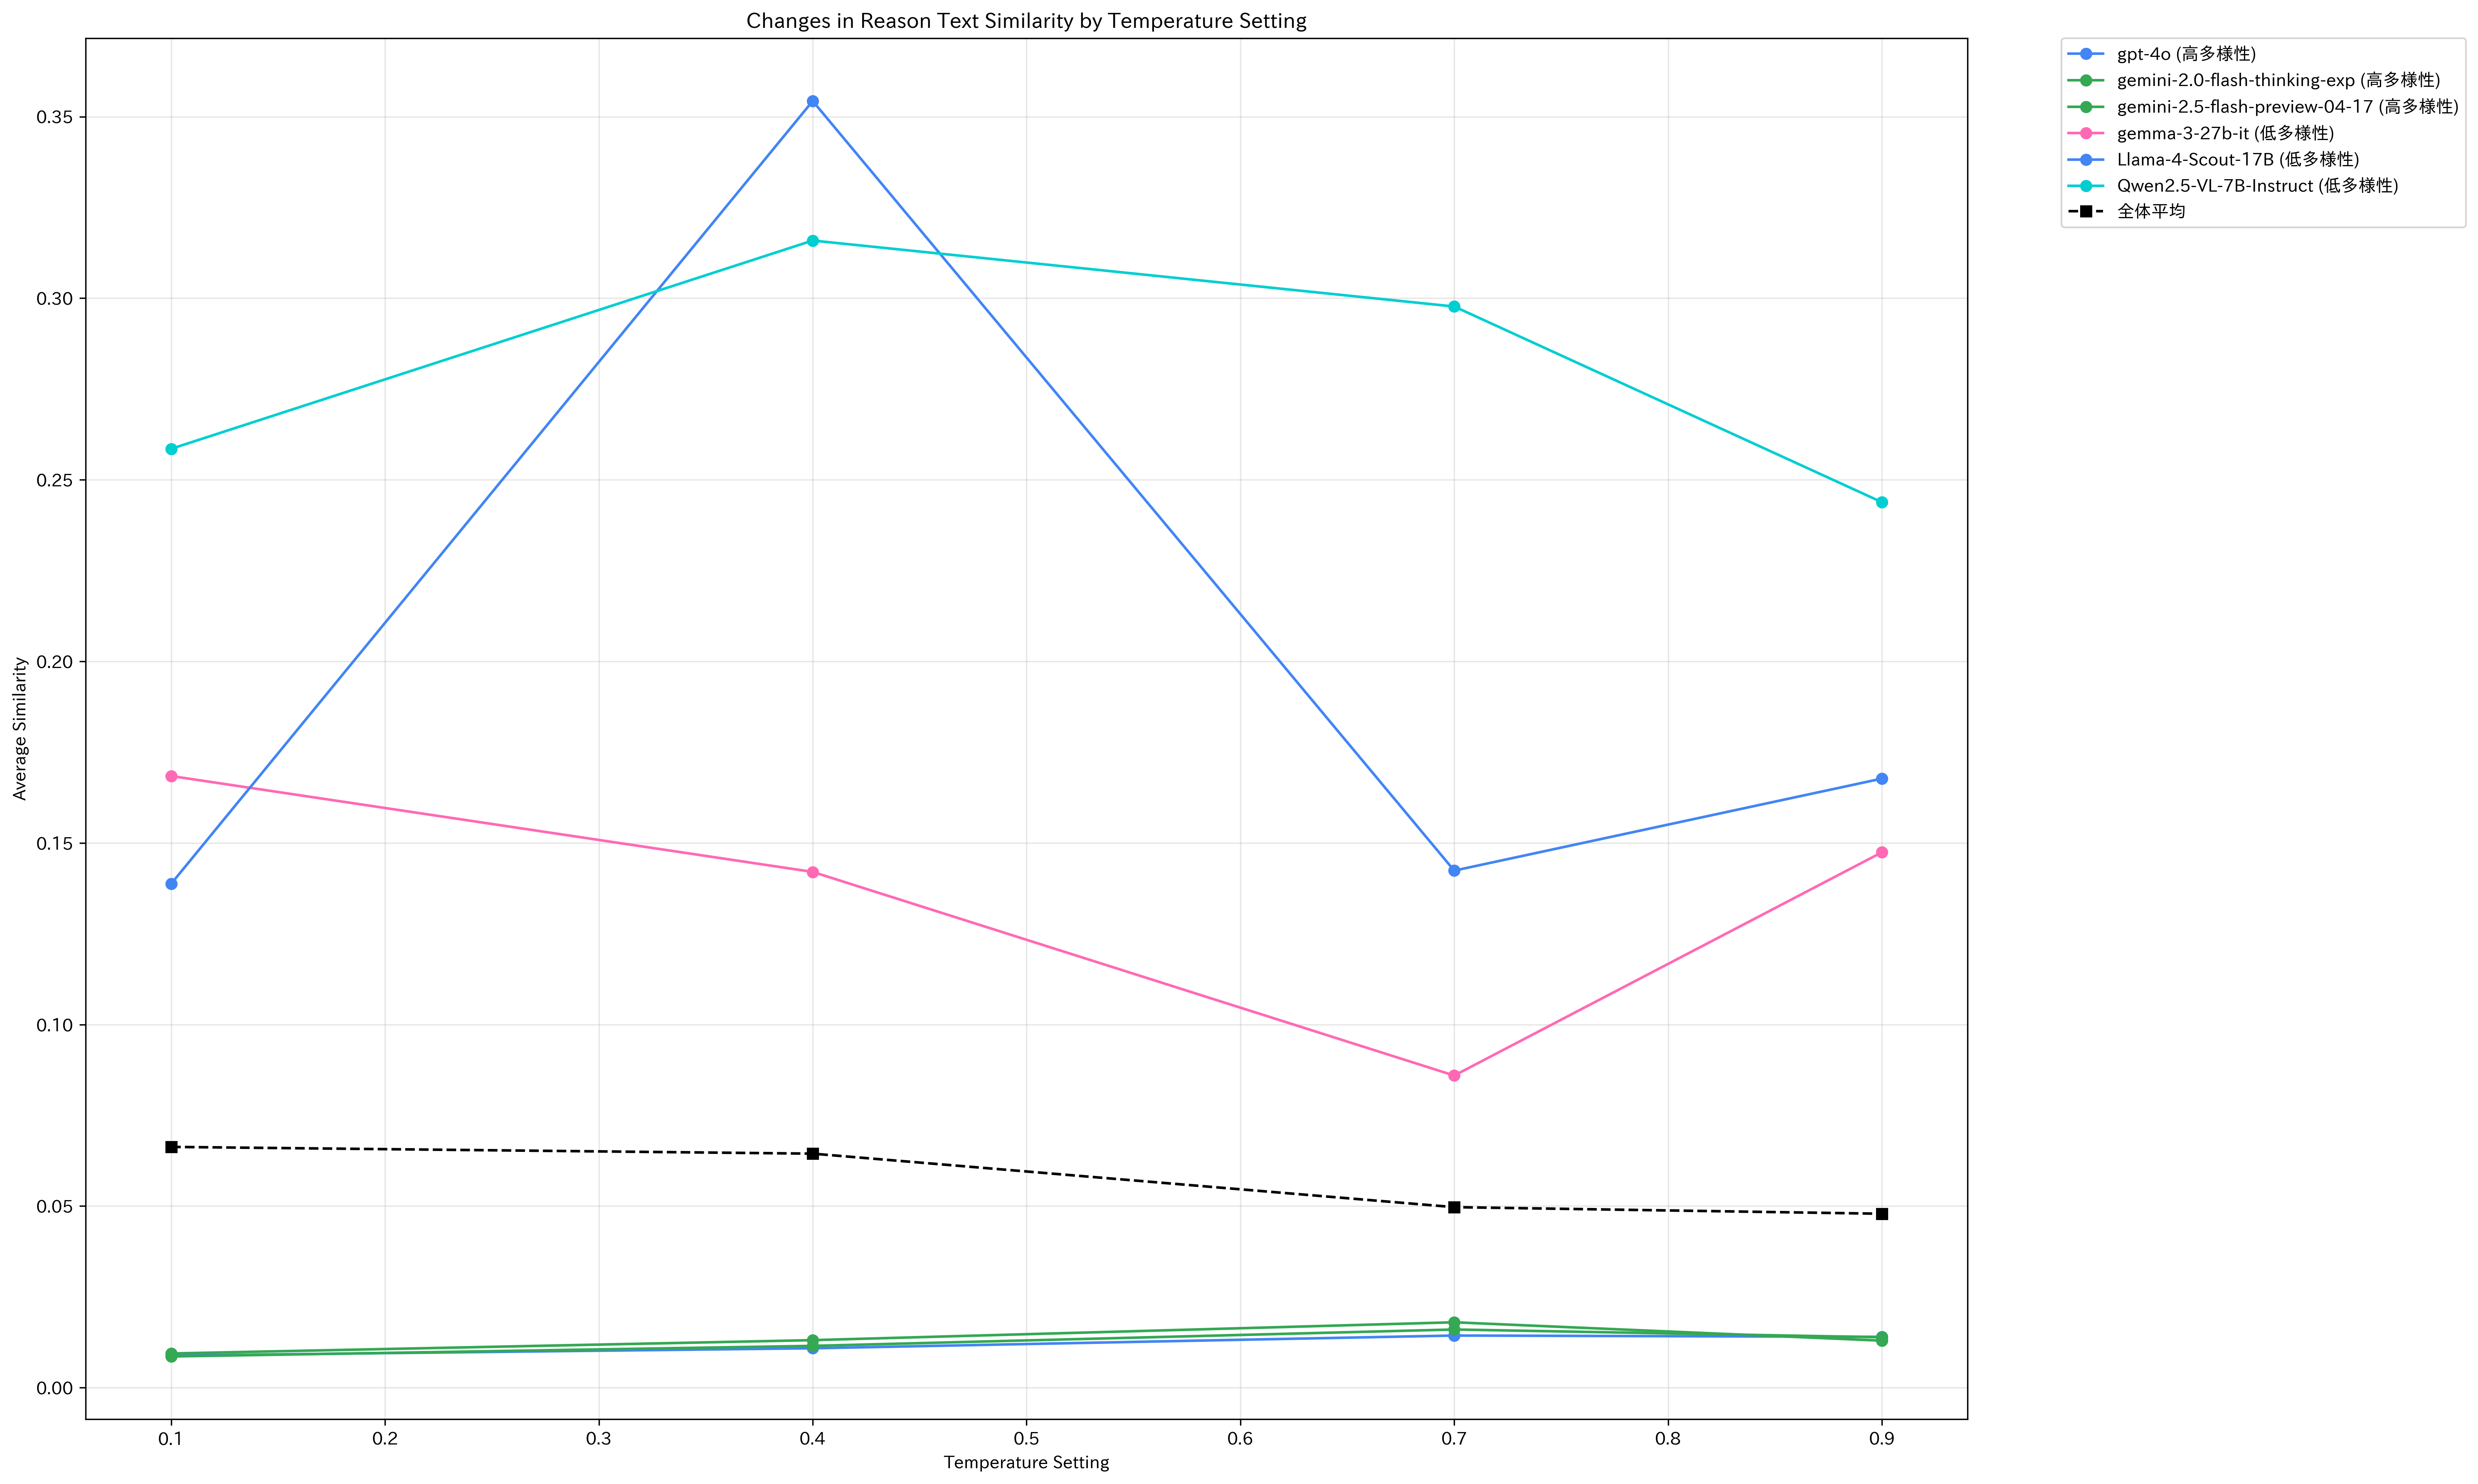 Changes in Reason Text Similarity by Temperature Setting
gpt-4o (高多様性)
gemini-2.0-flash-thinking-exp (高多様性)
gemini-2.5-flash-preview-04-17 (高多様性)
gemma-3-27b-it (低多様性)
Llama-4-Scout-17B (低多様性)
Qwen2.5-VL-7B-Instruct (低多様性)
全体平均
Average Similarity
0.35
0.30
0.25
0.20
0.15
0.10
0.05
0.00
0.1 0.2 0.3 0.4 0.5 0.6 0.7 0.8 0.9
Temperature Setting